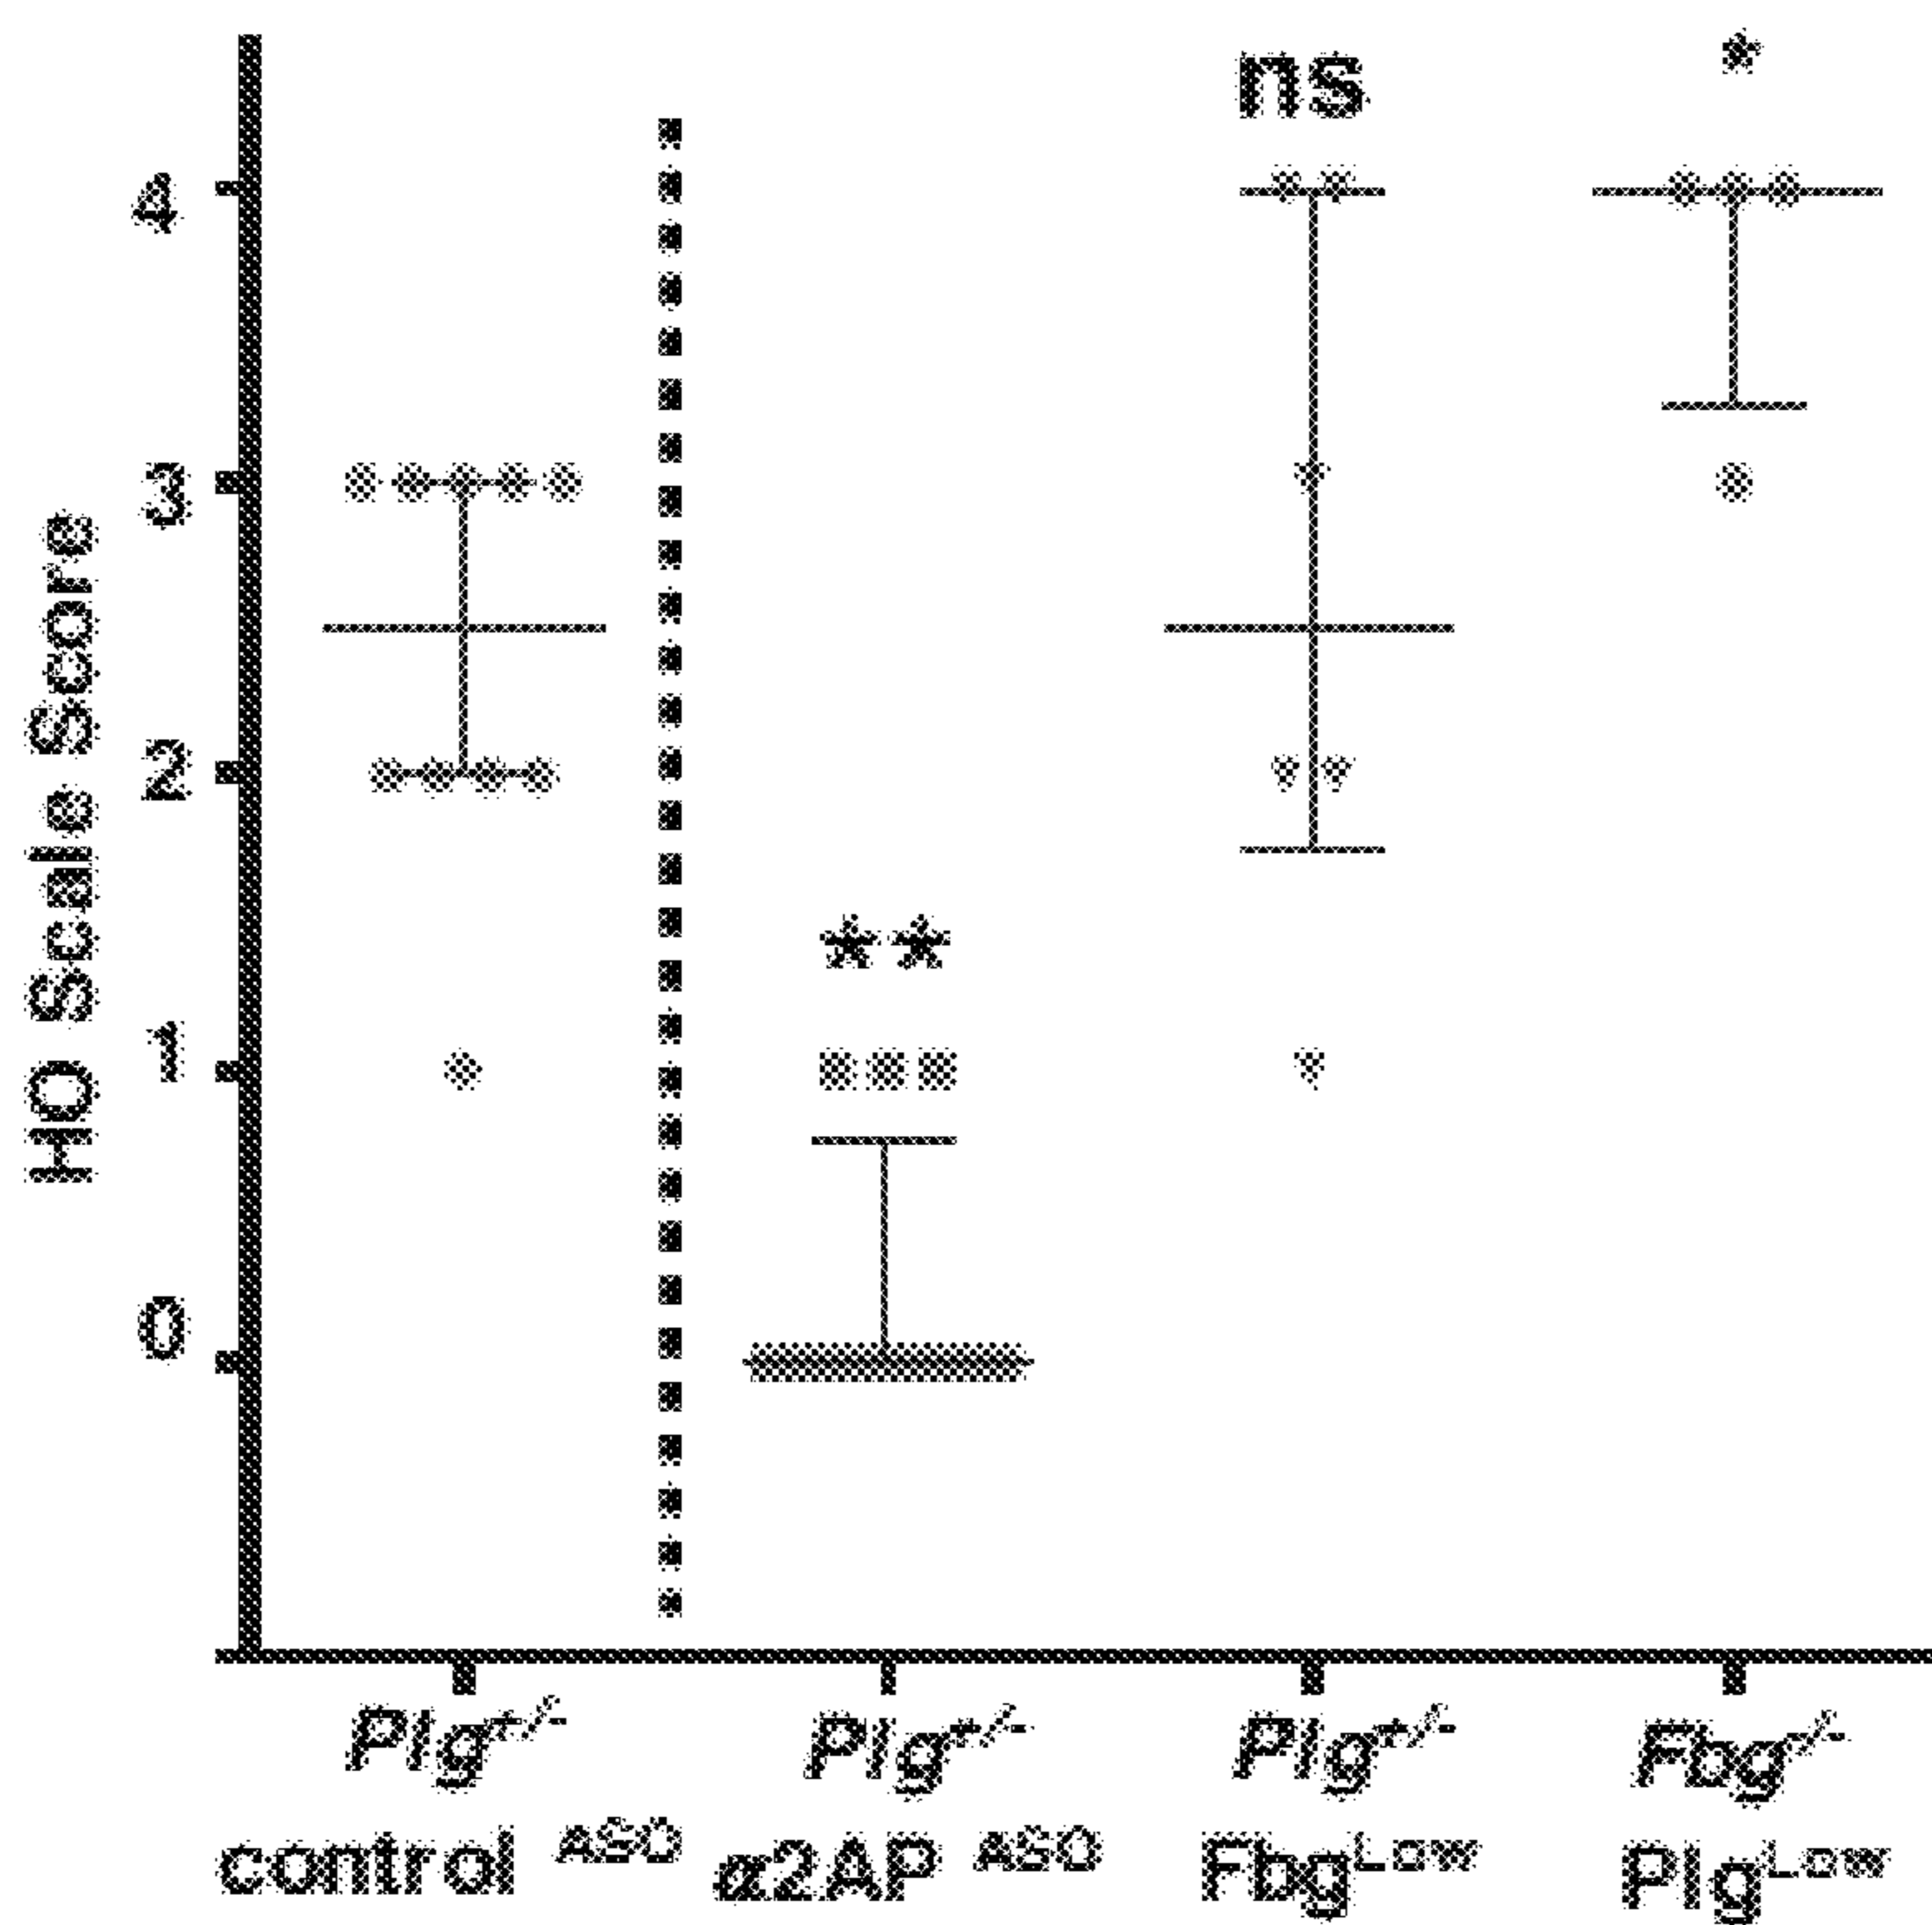 HO Scale Score
4
3
2
1
0
ns
*
**
Plg+/-
control ASO
Plg+/-
α2AP ASO
Plg+/-
FbgLow
Fbg-/-
PlgLow